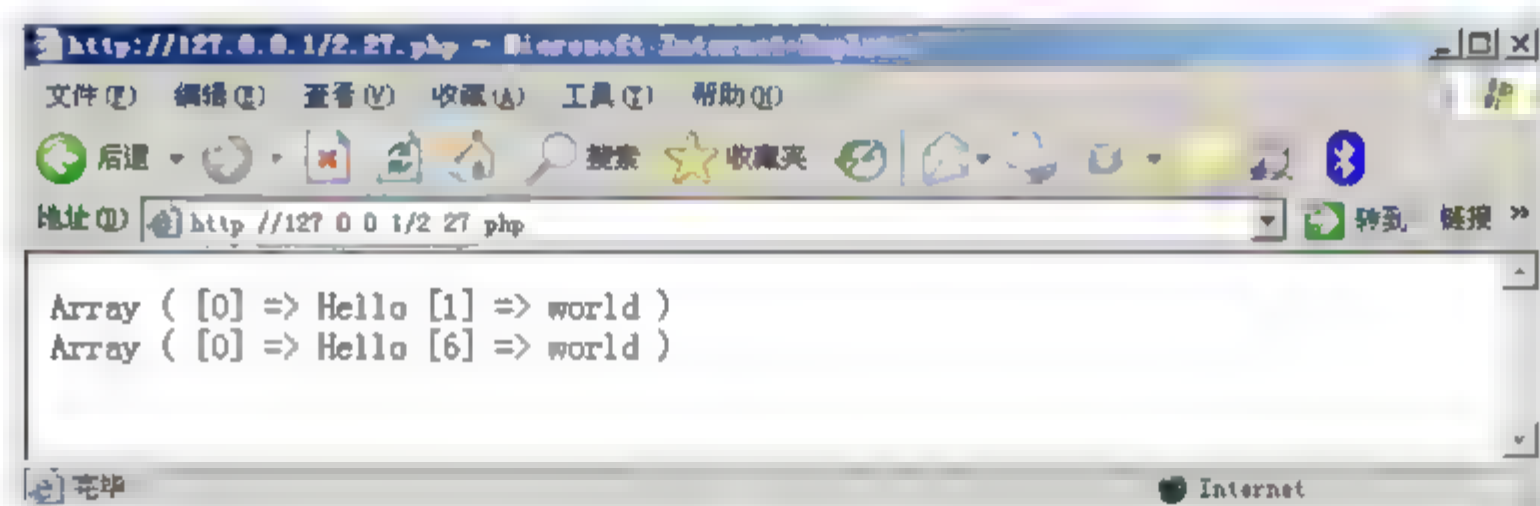 http://127.0.0.1/2.27.php - Microsoft Internet
文件(F) 编辑(E) 查看(V) 收藏(A) 工具(T) 帮助(H)
后退 搜索 收藏夹
地址(D) http //127 0 0 1/2 27 php 转到 链接 »
Array ( [0] => Hello [1] => world )
Array ( [0] => Hello [6] => world )
完毕 Internet